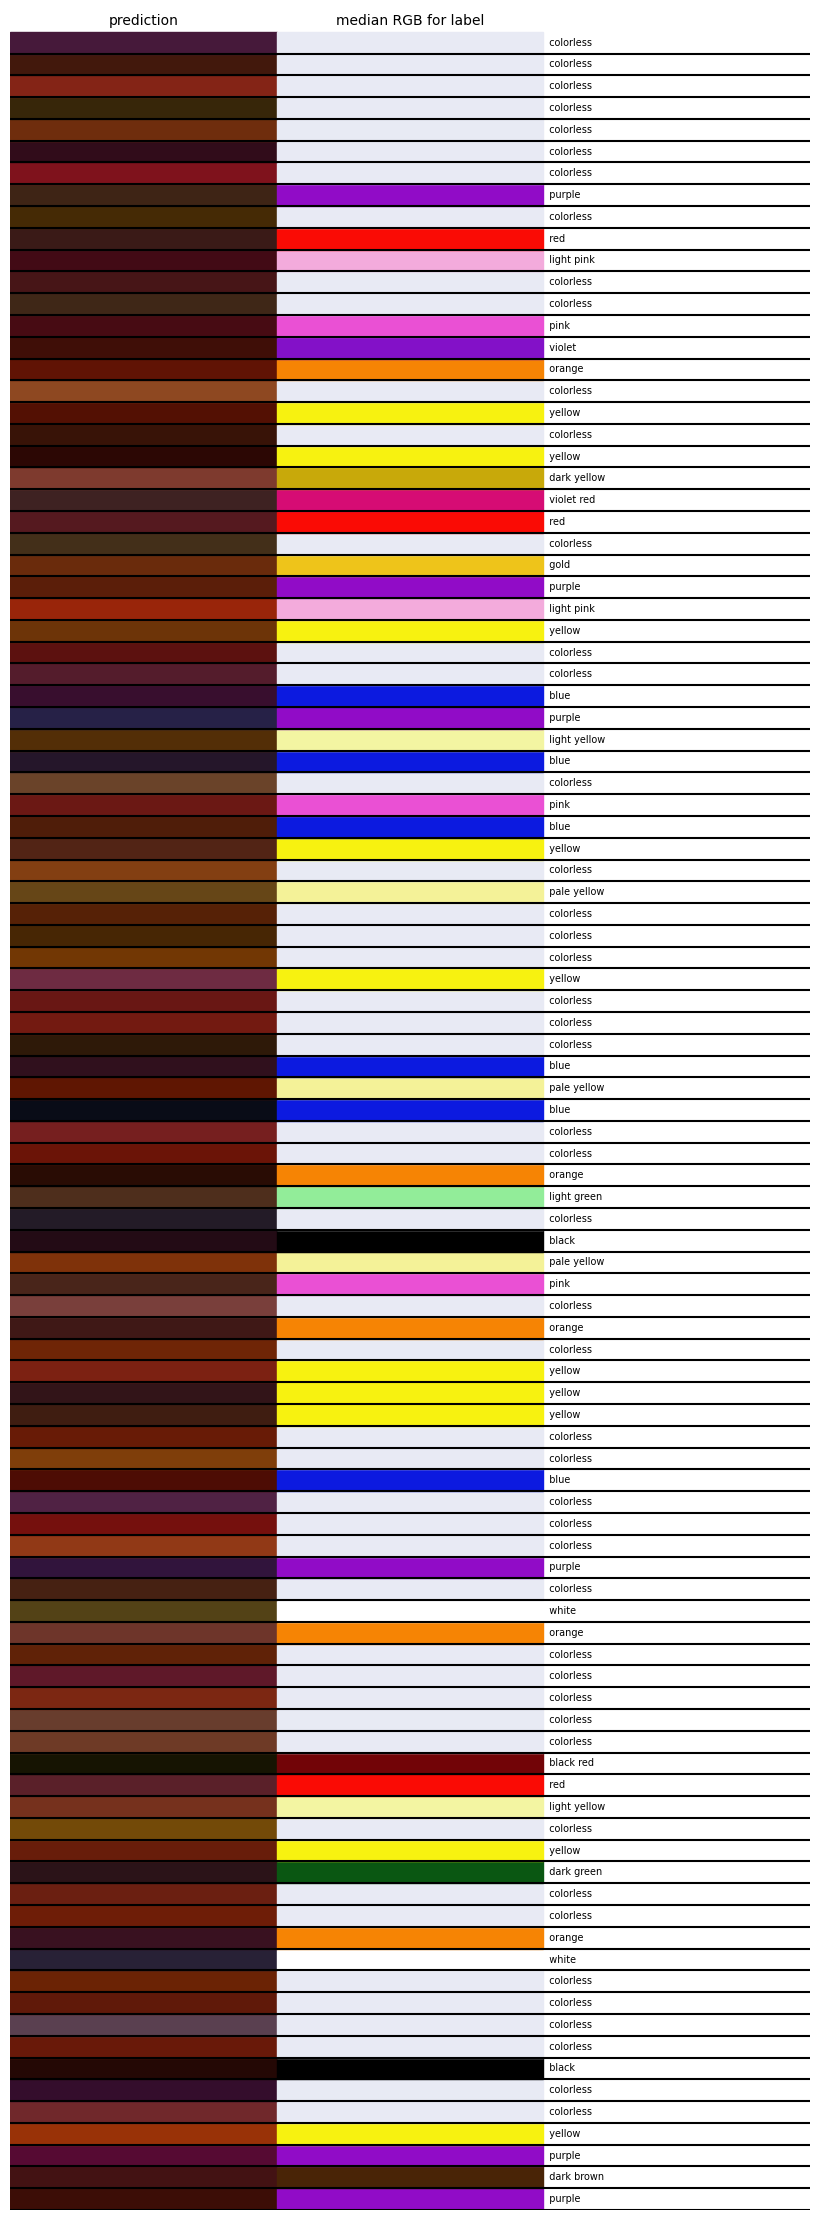 prediction
median RGB for label
colorless
colorless
colorless
colorless
colorless
colorless
colorless
purple
colorless
red
light pink
colorless
colorless
pink
violet
orange
colorless
yellow
colorless
yellow
dark yellow
violet red
red
colorless
gold
purple
light pink
yellow
colorless
colorless
blue
purple
light yellow
blue
colorless
pink
blue
yellow
colorless
pale yellow
colorless
colorless
colorless
yellow
colorless
colorless
colorless
blue
pale yellow
blue
colorless
colorless
orange
light green
colorless
black
pale yellow
pink
colorless
orange
colorless
yellow
yellow
yellow
colorless
colorless
blue
colorless
colorless
colorless
purple
colorless
white
orange
colorless
colorless
colorless
colorless
colorless
black red
red
light yellow
colorless
yellow
dark green
colorless
colorless
orange
white
colorless
colorless
colorless
colorless
black
colorless
colorless
yellow
purple
dark brown
purple